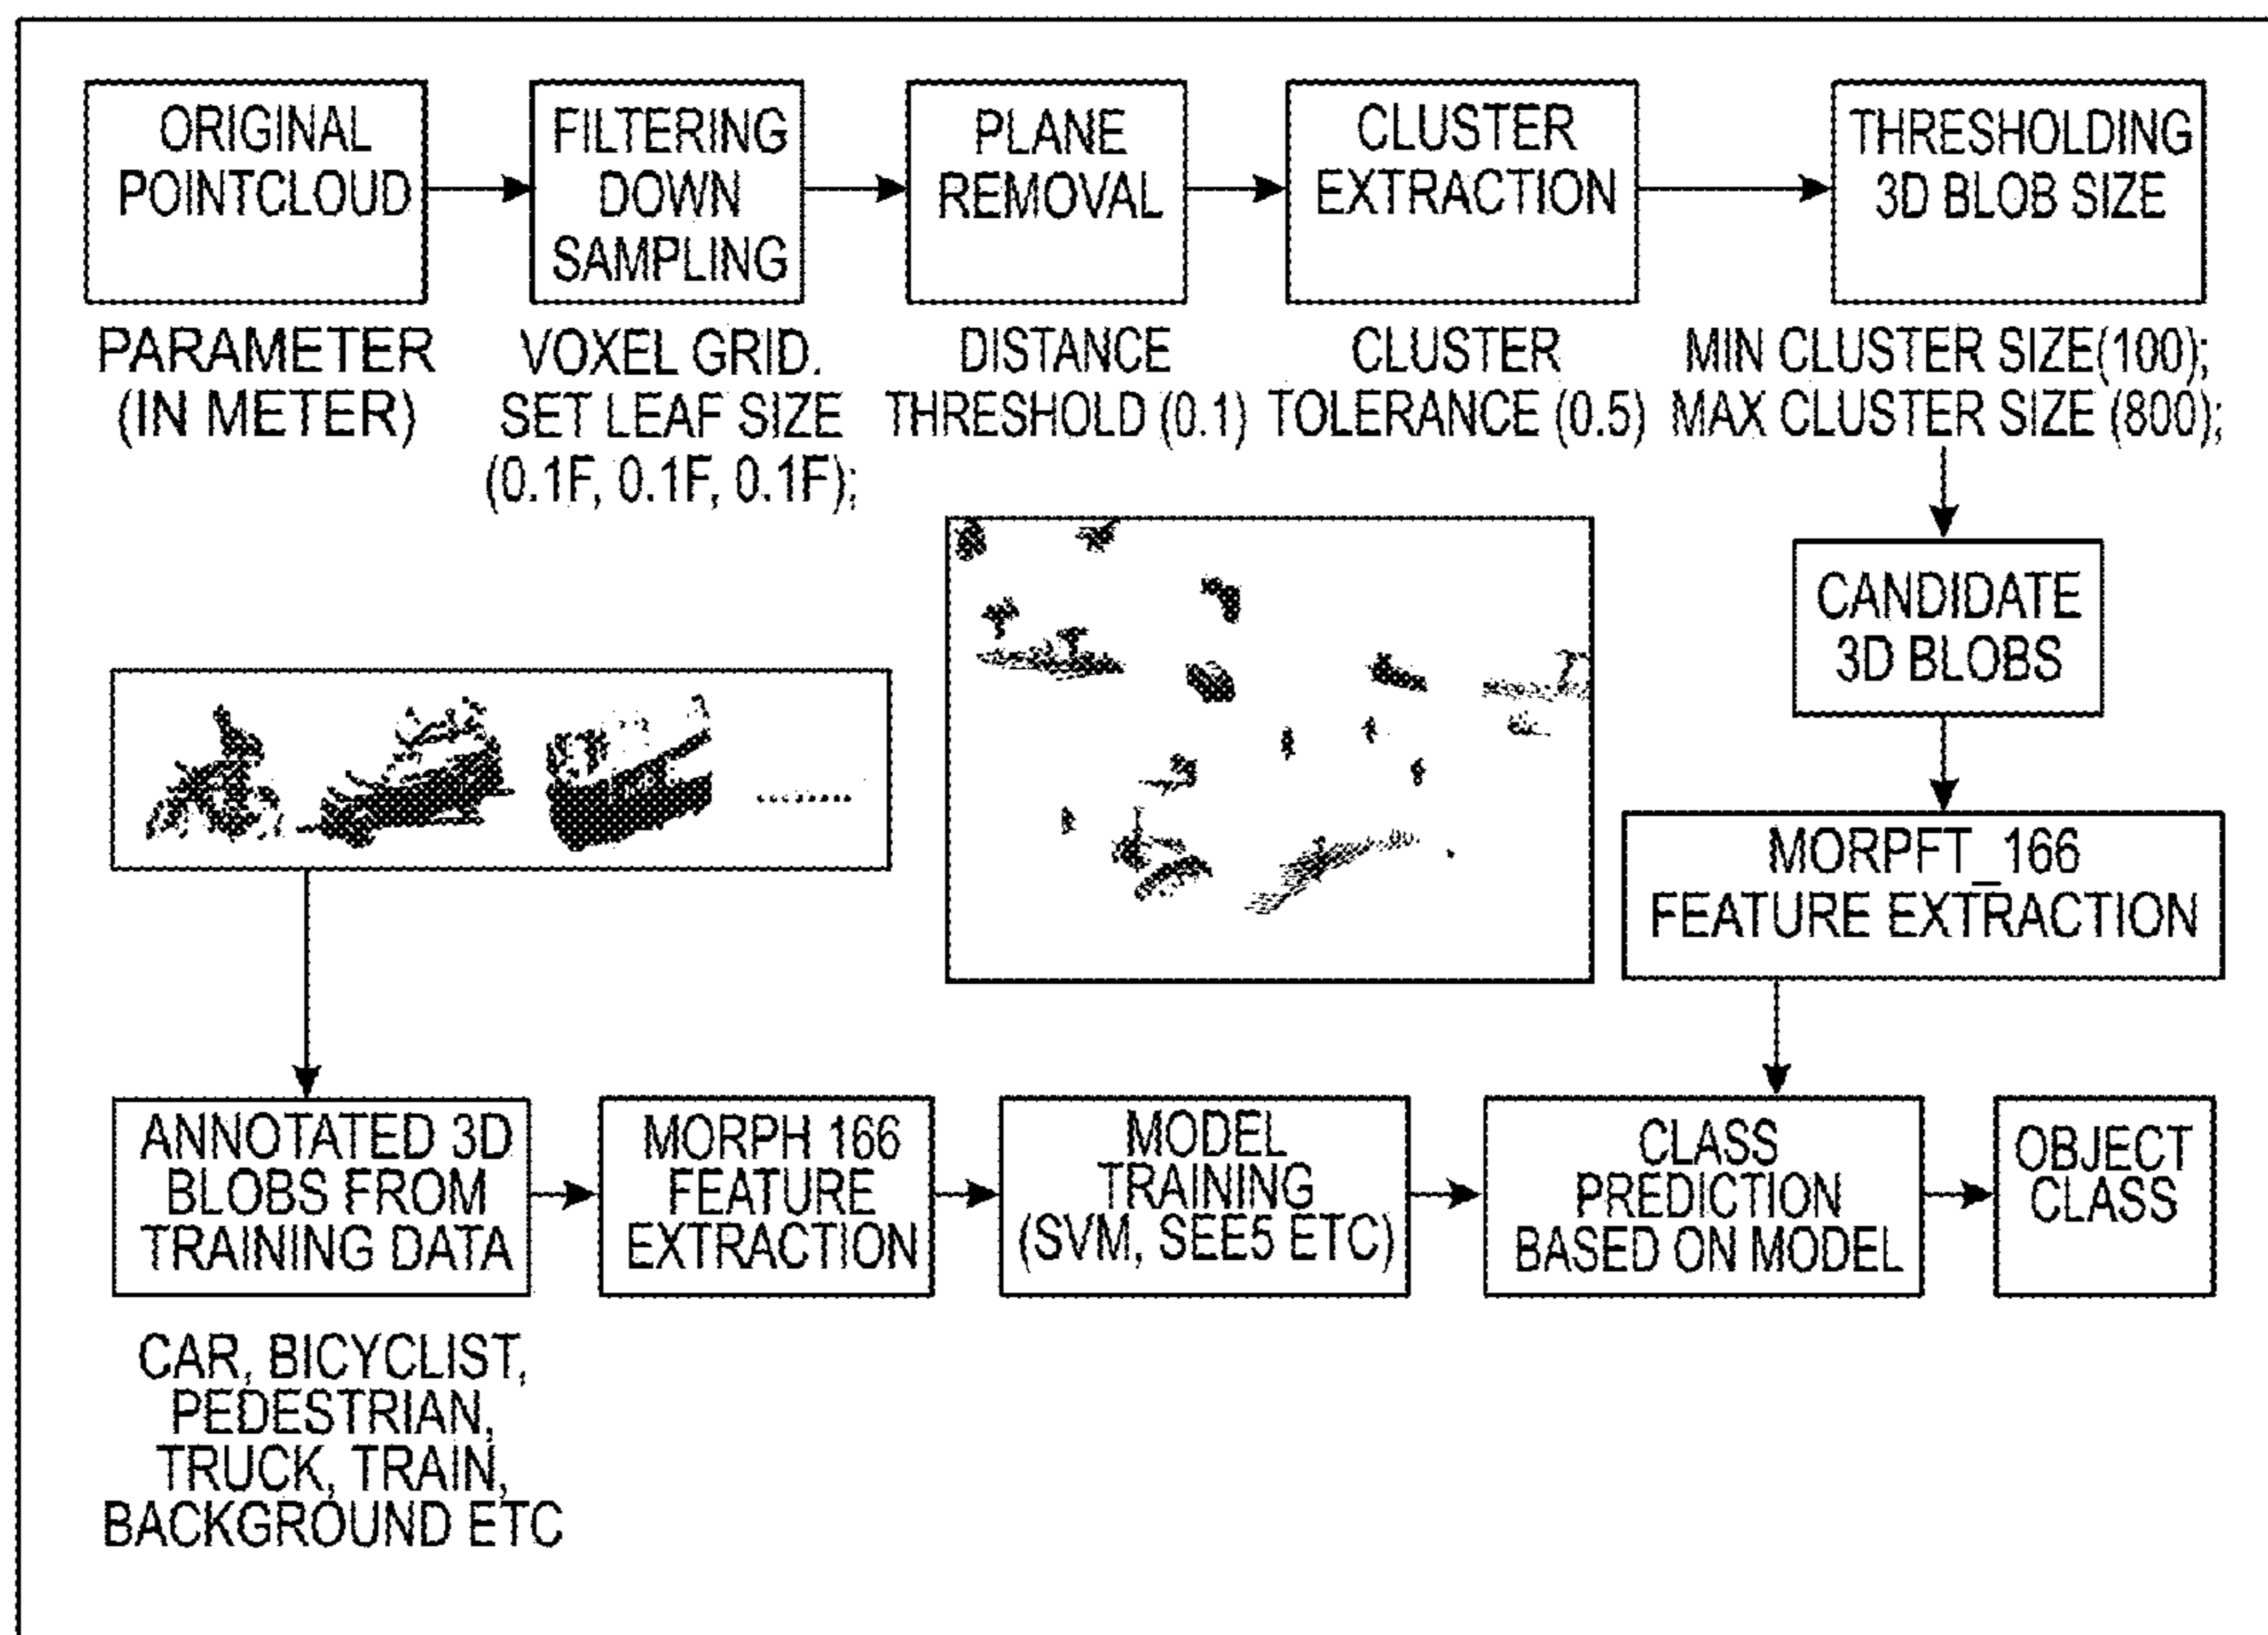 ORIGINAL
POINTCLOUD
FILTERING
DOWN
SAMPLING
PLANE
REMOVAL
CLUSTER
EXTRACTION
THRESHOLDING
3D BLOB SIZE
PARAMETER
(IN METER)
VOXEL GRID.
SET LEAF SIZE
(0.1F, 0.1F, 0.1F);
DISTANCE
THRESHOLD (0.1)
CLUSTER
TOLERANCE (0.5)
MIN CLUSTER SIZE(100);
MAX CLUSTER SIZE (800);
CANDIDATE
3D BLOBS
MORPFT_166
FEATURE EXTRACTION
ANNOTATED 3D
BLOBS FROM
TRAINING DATA
MORPH 166
FEATURE
EXTRACTION
MODEL
TRAINING
(SVM, SEE5 ETC)
CLASS
PREDICTION
BASED ON MODEL
OBJECT
CLASS
CAR, BICYCLIST,
PEDESTRIAN,
TRUCK, TRAIN,
BACKGROUND ETC